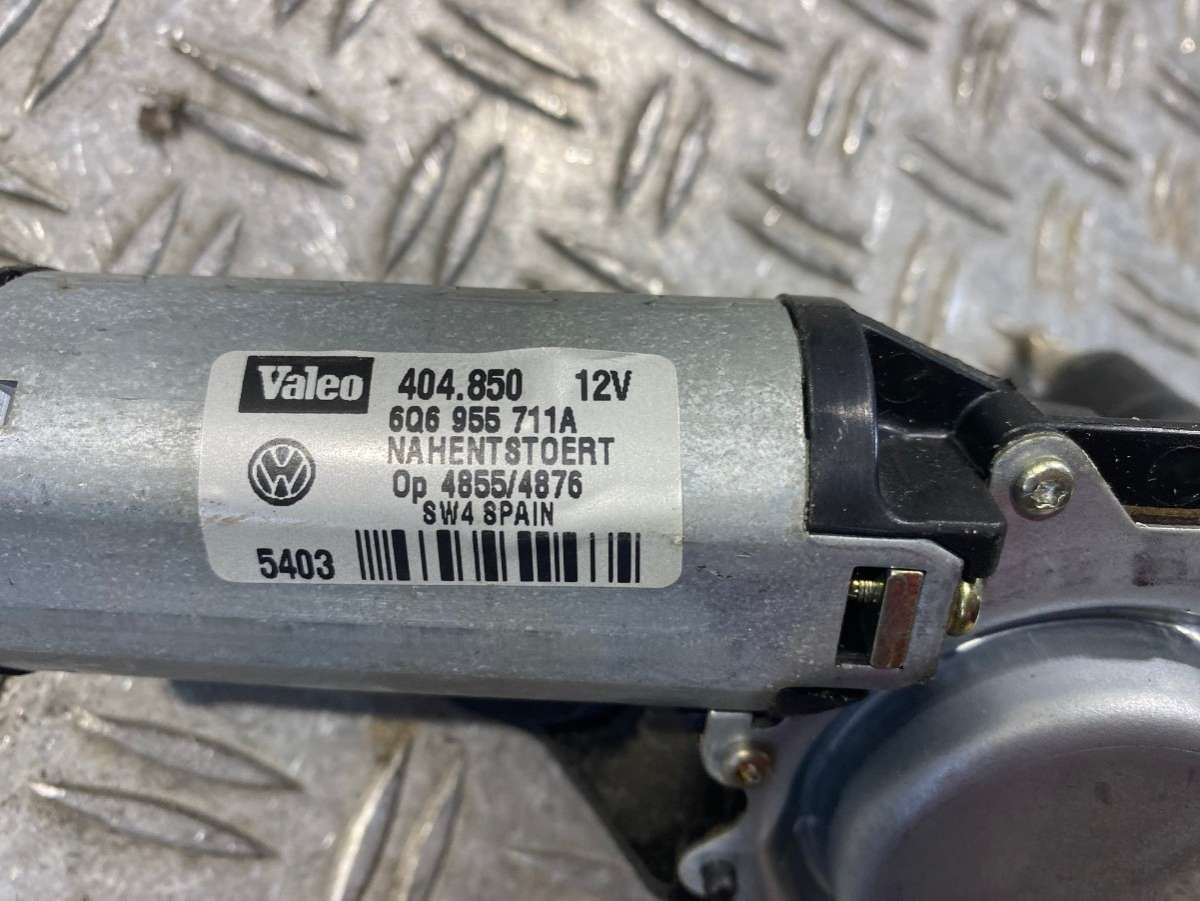 Valeo 404.850 12V
6Q6 955 711A
NAHENTSTOERT
Op 4855/4876
SW4 SPAIN
5403